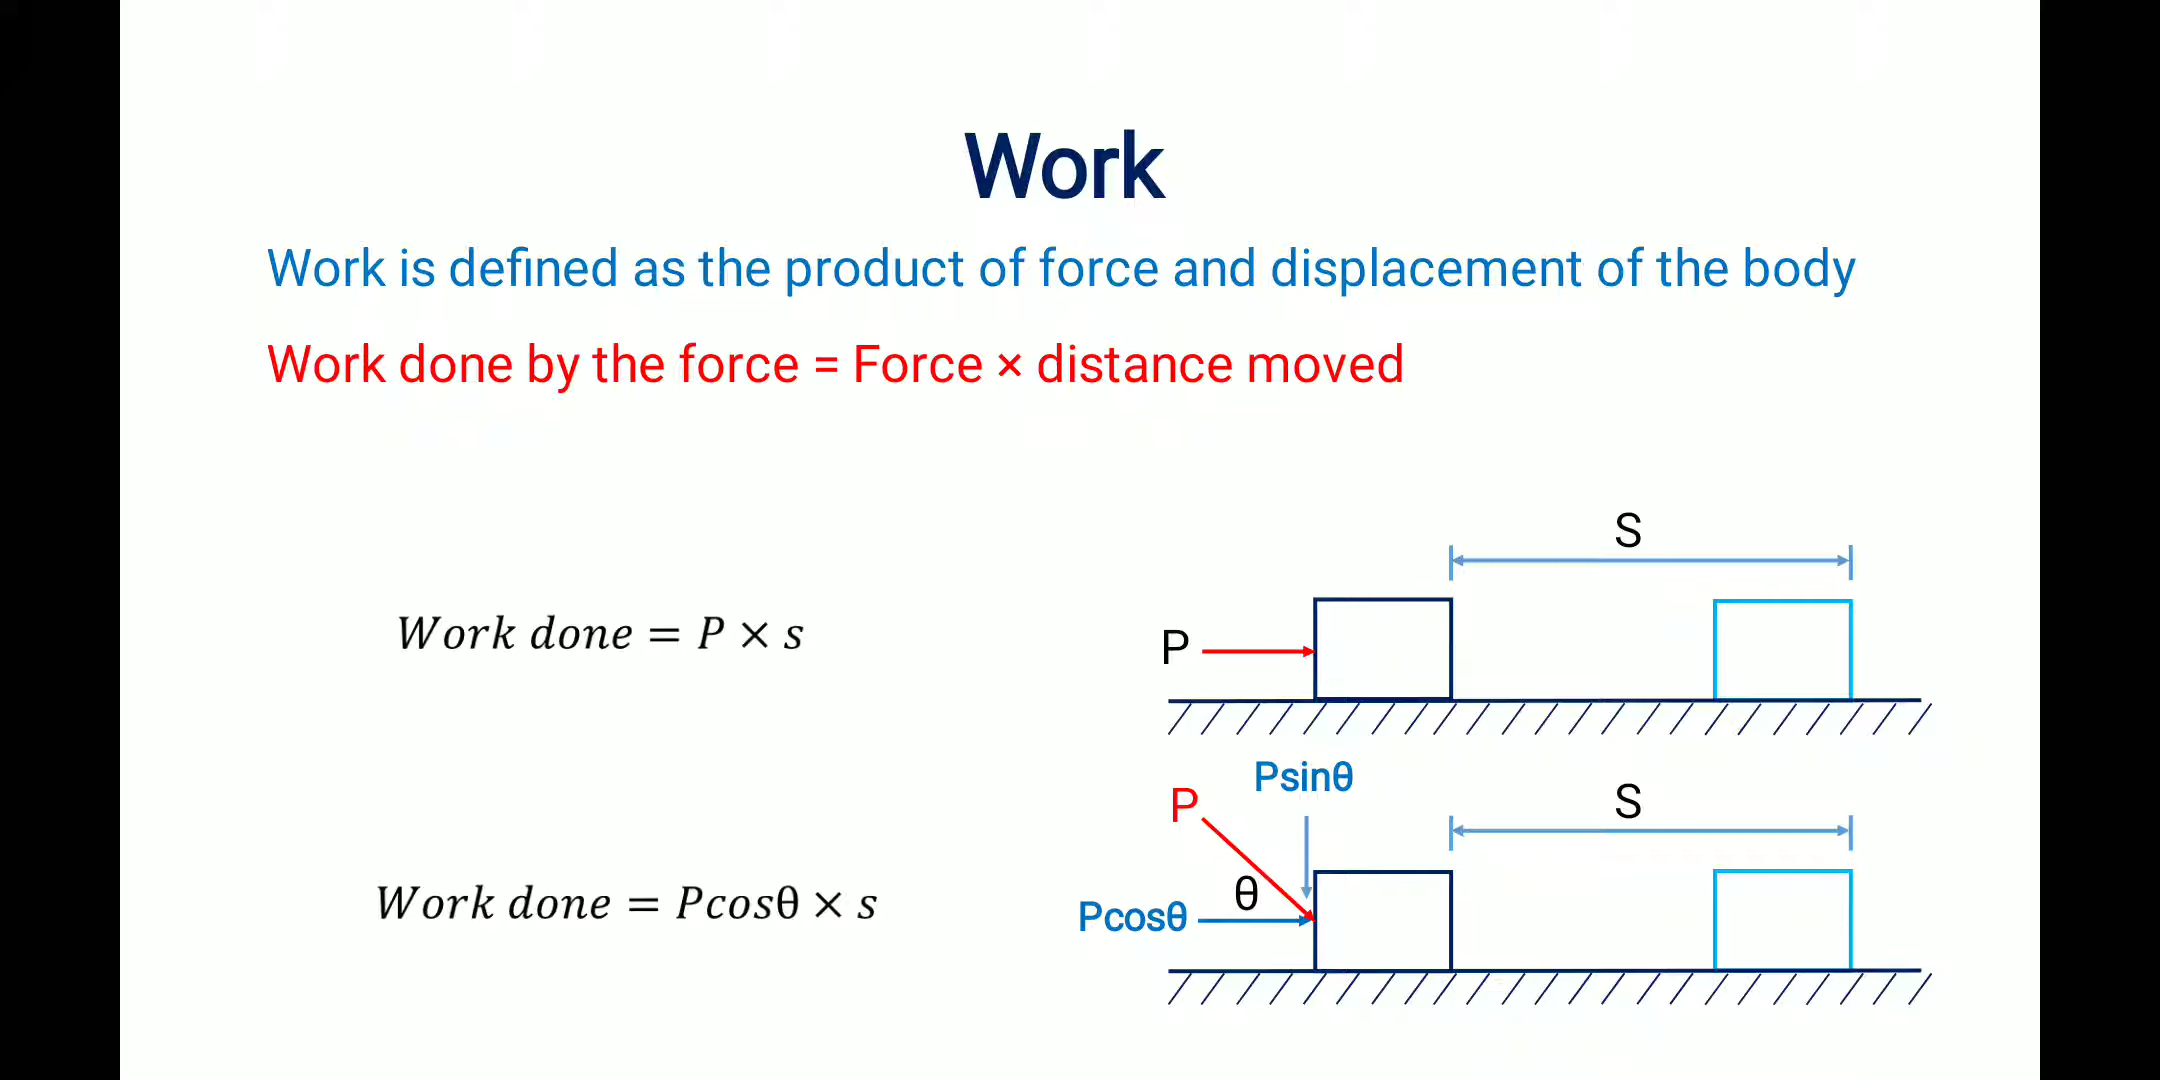 Work
Work is defined as the product of force and displacement of the body
Work done by the force = Force × distance moved
S
P
Work done = P × s
Psinθ
P
S
θ
Pcosθ
Work done = Pcosθ × s